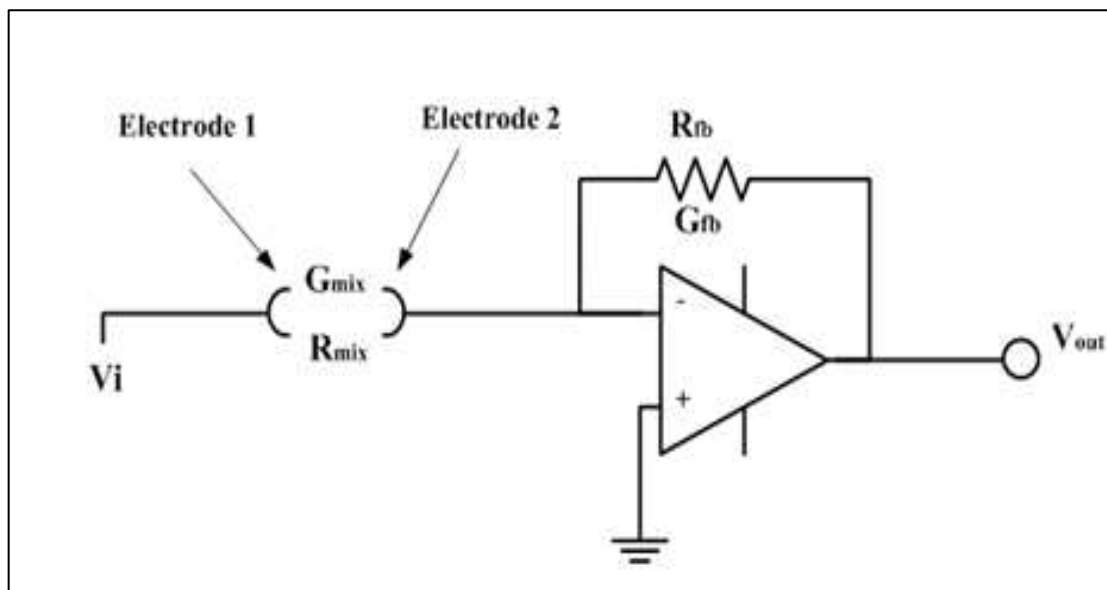 Electrode 1
Electrode 2
Rfb
Gfb
Gmix
Rmix
Vi
-
+
Vout